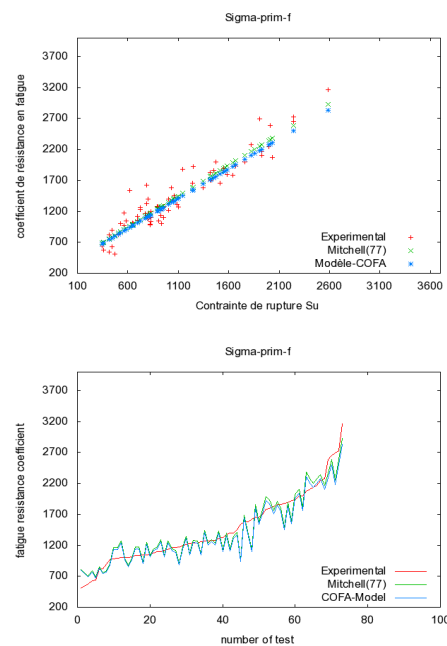 Sigma-prim-f
3700
3200
2700
2200
1700
1200
700
200
coefficient de résistance en fatigue
Experimental
Mitchell(77)
Modèle-COFA
600 1100 1600 2100 2600 3100 3600
Contrainte de rupture Su
Sigma-prim-f
3700
3200
2700
2200
1700
1200
700
200
fatigue resistance coefficient
Experimental
Mitchell(77)
COFA-Model
0 20 40 60 80 100
number of test